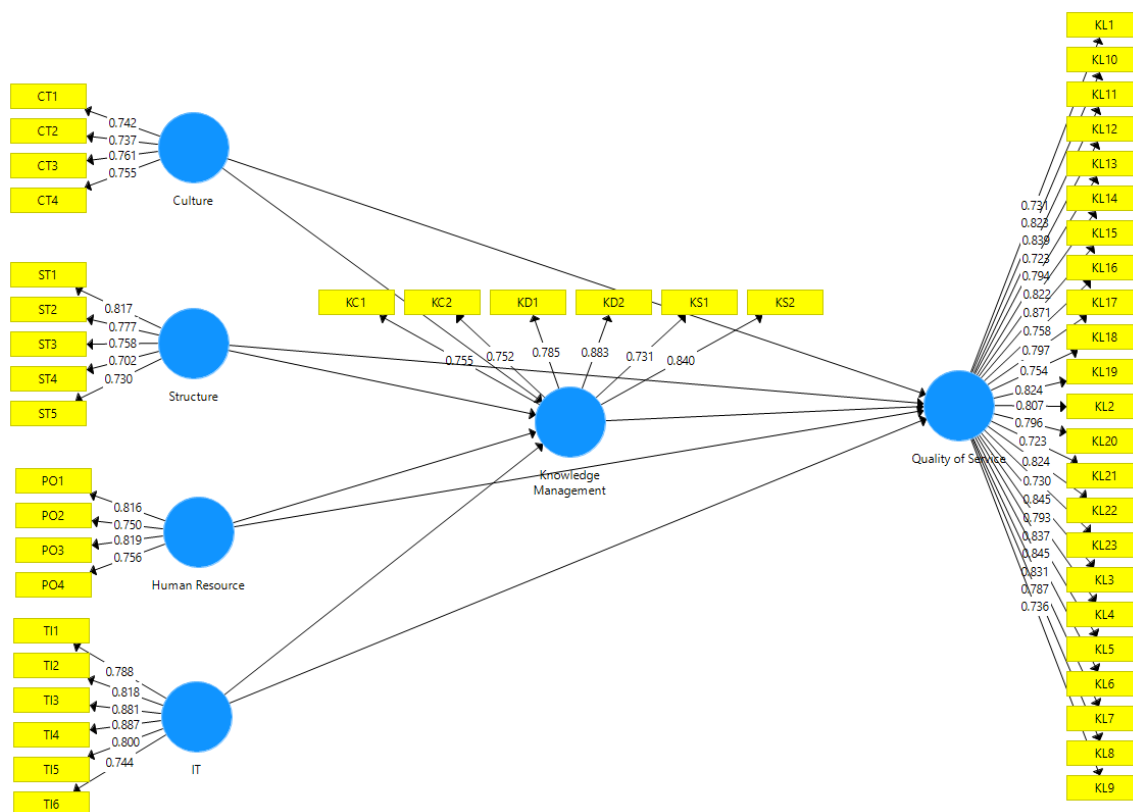 CT1
CT2
CT3
CT4
0.742
0.737
0.761
0.755
Culture
ST1
ST2
ST3
ST4
ST5
0.817
0.777
0.758
0.702
0.730
Structure
PO1
PO2
PO3
PO4
0.816
0.750
0.819
0.756
Human Resource
TI1
TI2
TI3
TI4
TI5
TI6
0.788
0.818
0.881
0.887
0.800
0.744
IT
KC1
KC2
KD1
KD2
KS1
KS2
0.755
0.752
0.785
0.883
0.731
0.840
Knowledge
Management
Quality of Service
0.731
0.823
0.839
0.723
0.794
0.822
0.871
0.758
0.797
0.754
0.824
0.807
0.796
0.723
0.824
0.730
0.845
0.793
0.837
0.845
0.831
0.787
0.736
KL1
KL10
KL11
KL12
KL13
KL14
KL15
KL16
KL17
KL18
KL19
KL2
KL20
KL21
KL22
KL23
KL3
KL4
KL5
KL6
KL7
KL8
KL9